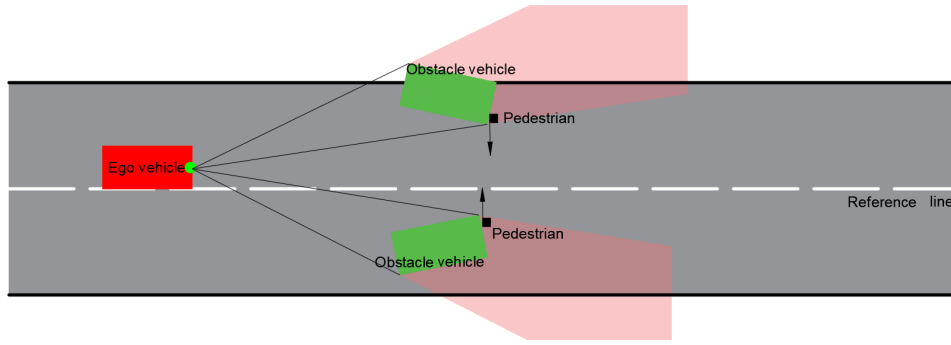 Obstacle vehicle
Pedestrian
Ego vehicle
Reference line
Pedestrian
Obstacle vehicle